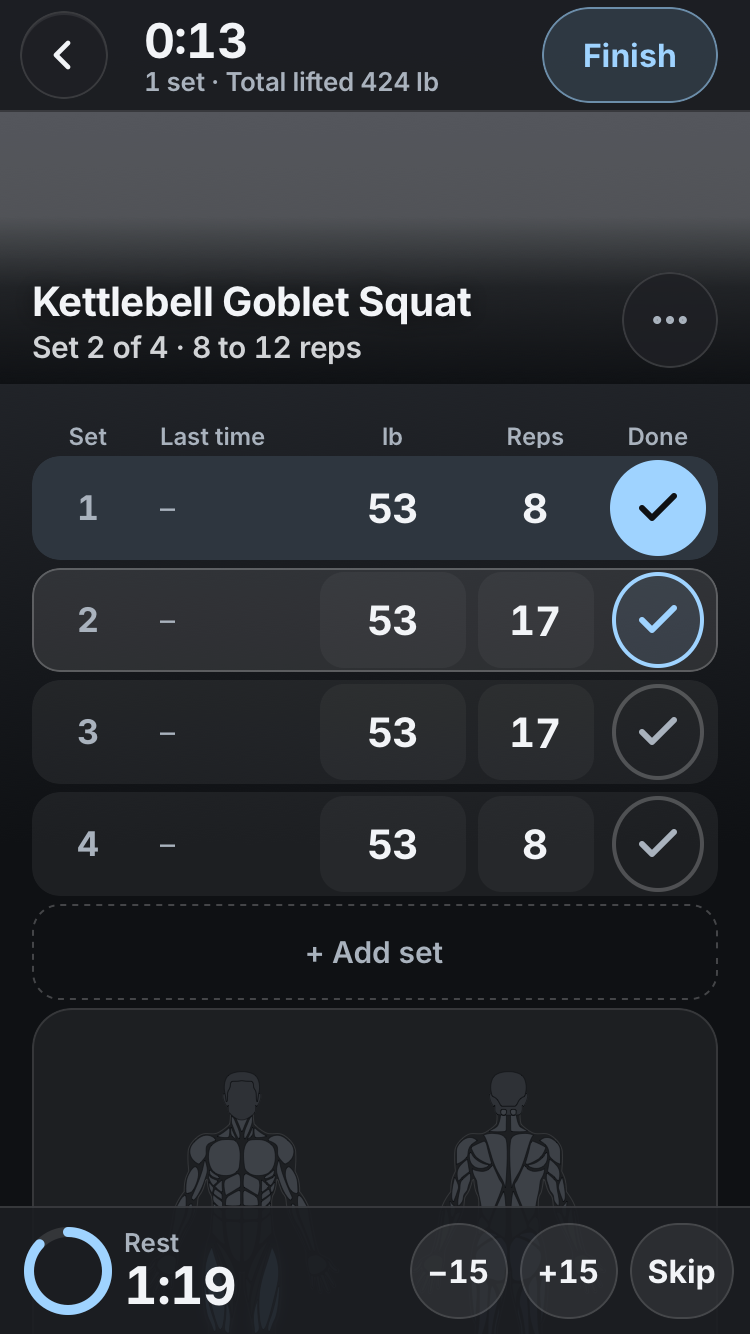 0:13
1 set · Total lifted 424 lb
Finish
Kettlebell Goblet Squat
Set 2 of 4 · 8 to 12 reps
Set Last time lb Reps Done
1 – 53 8
2 – 53 17
3 – 53 17
4 – 53 8
+ Add set
Rest
1:19
−15 +15 Skip